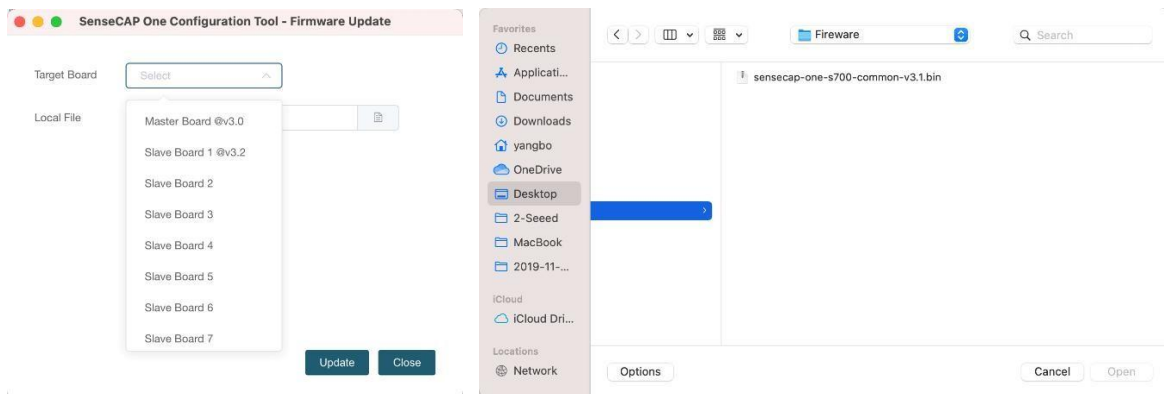 SenseCAP One Configuration Tool - Firmware Update
Target Board
Select
Local File
Master Board @v3.0
Slave Board 1 @v3.2
Slave Board 2
Slave Board 3
Slave Board 4
Slave Board 5
Slave Board 6
Slave Board 7
Update
Close
Favorites
Recents
Applicati...
Documents
Downloads
yangbo
OneDrive
Desktop
2-Seeed
MacBook
2019-11-...
iCloud
iCloud Dri...
Locations
Network
Fireware
Search
sensecap-one-s700-common-v3.1.bin
Options
Cancel
Open